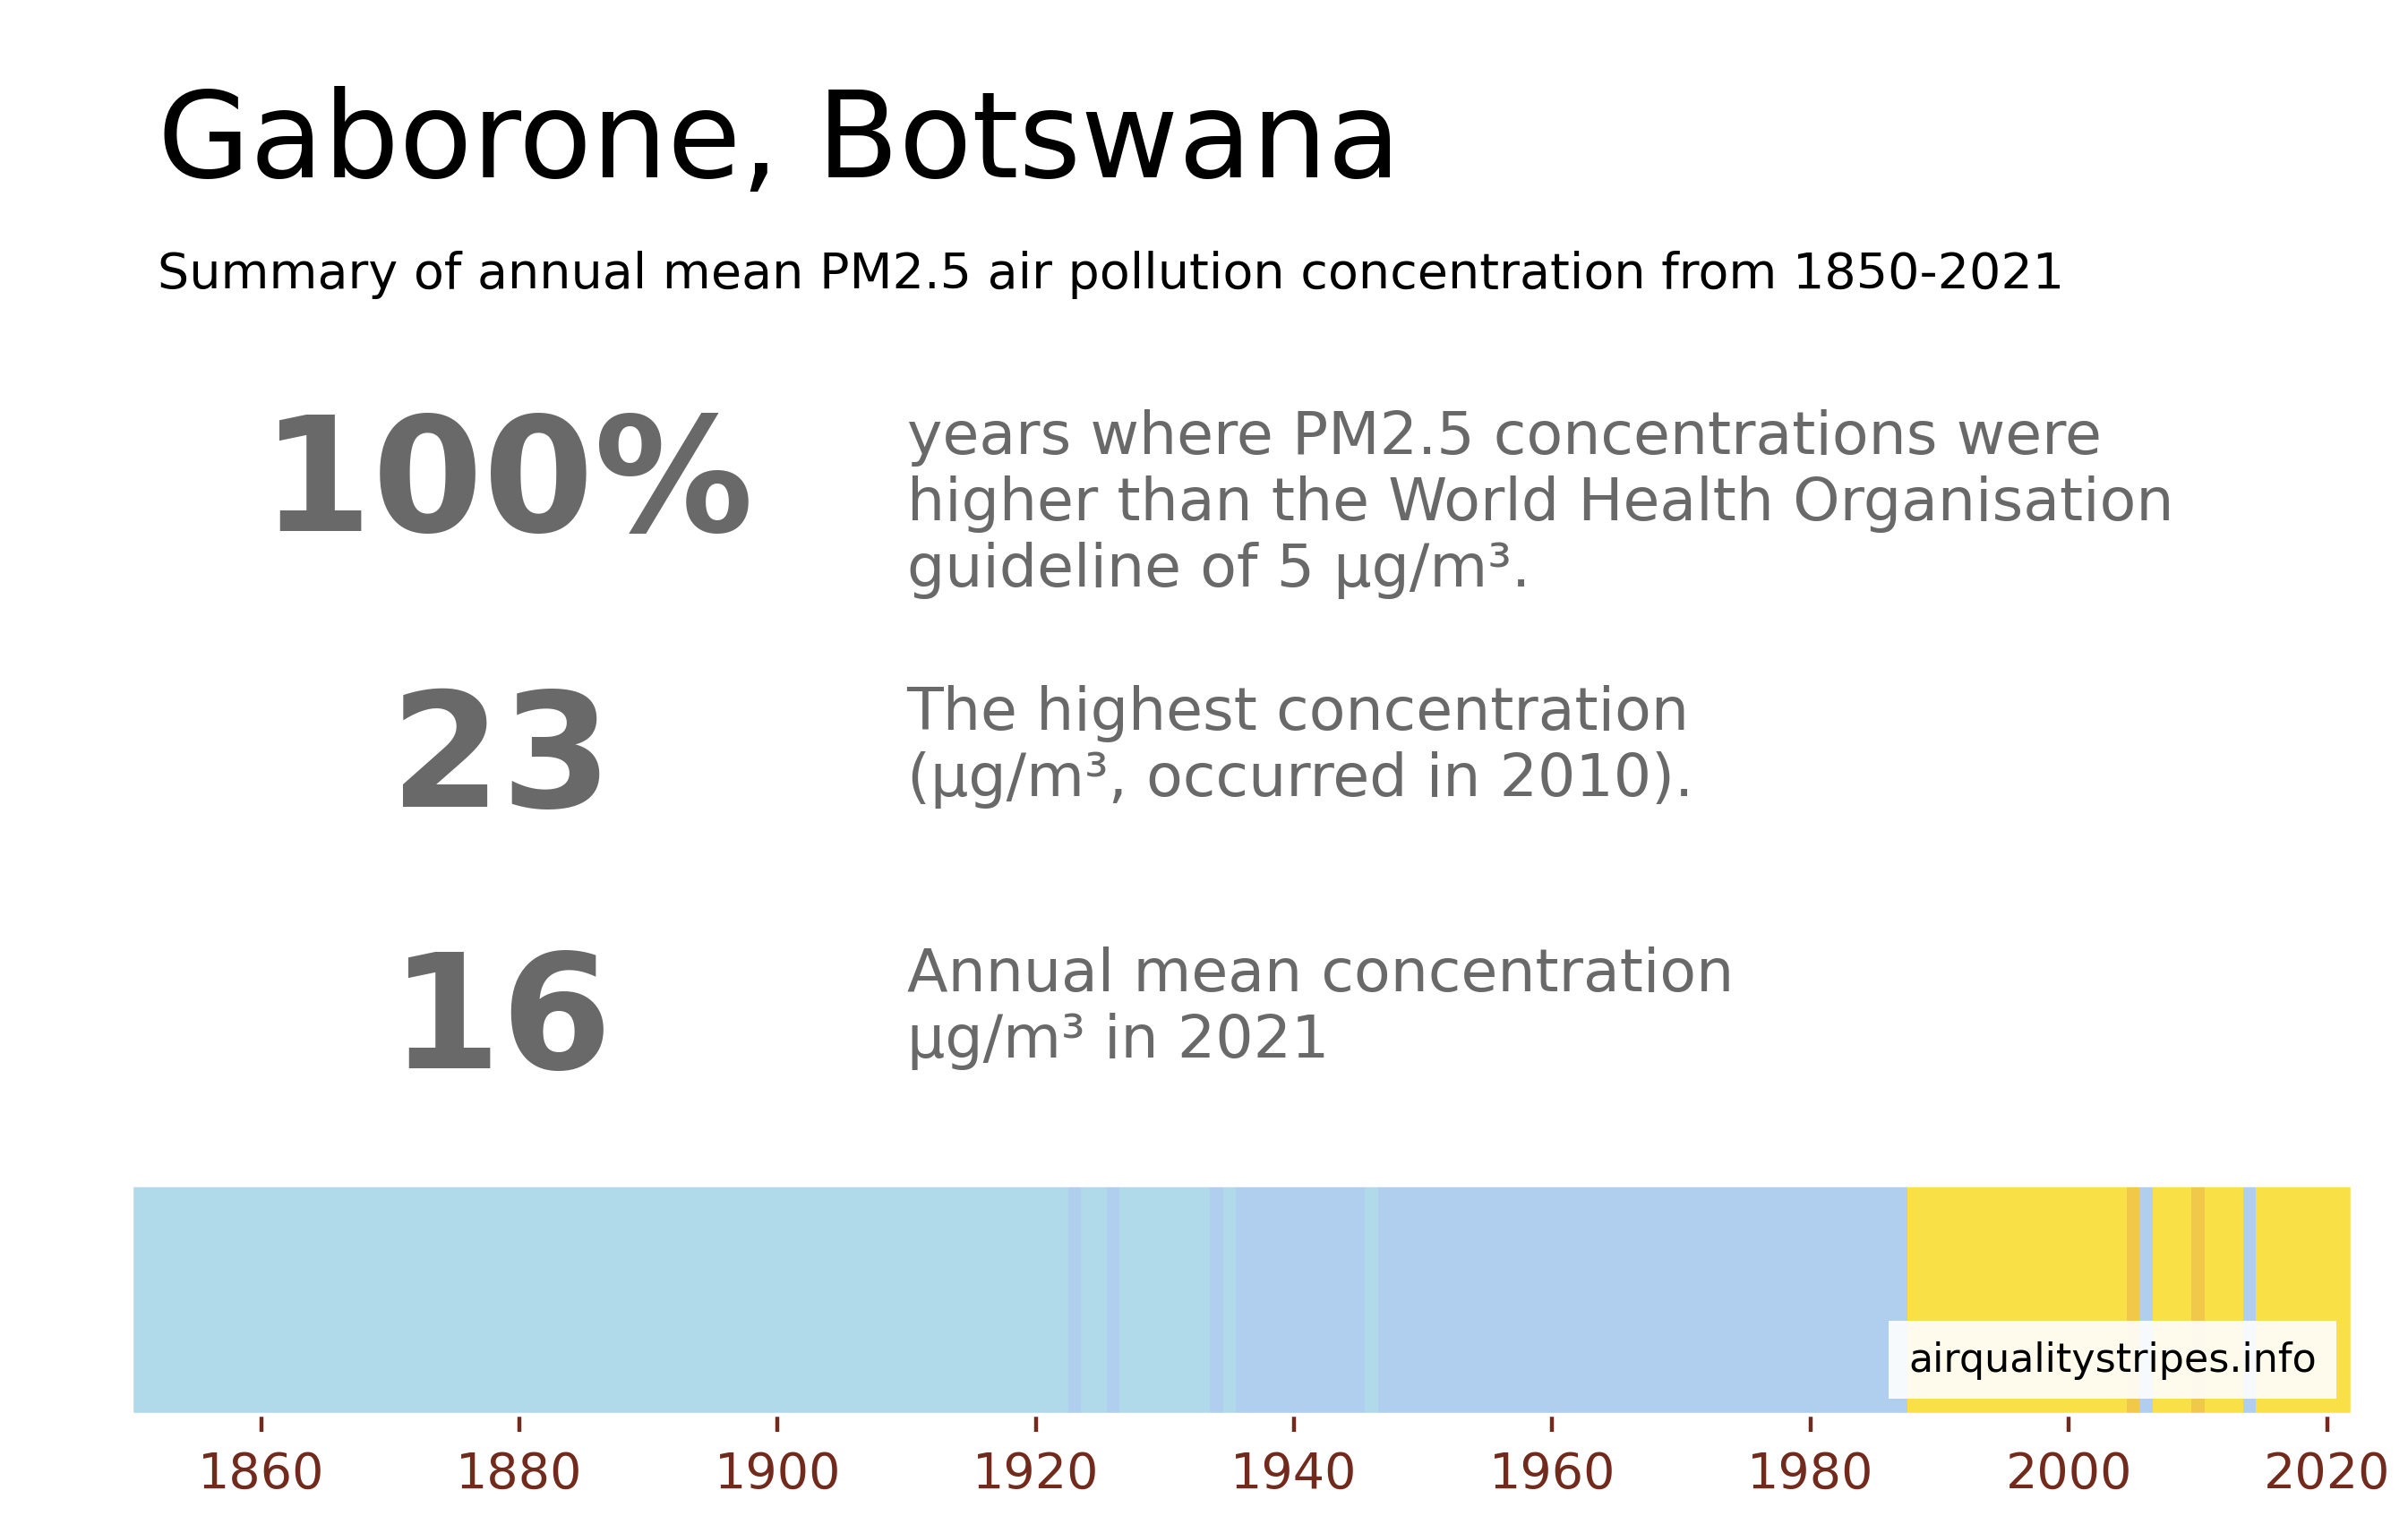 Gaborone, Botswana
Summary of annual mean PM2.5 air pollution concentration from 1850-2021
100%
years where PM2.5 concentrations were
higher than the World Health Organisation
guideline of 5 µg/m³.
23
The highest concentration
(µg/m³, occurred in 2010).
16
Annual mean concentration
µg/m³ in 2021
airqualitystripes.info
1860 1880 1900 1920 1940 1960 1980 2000 2020